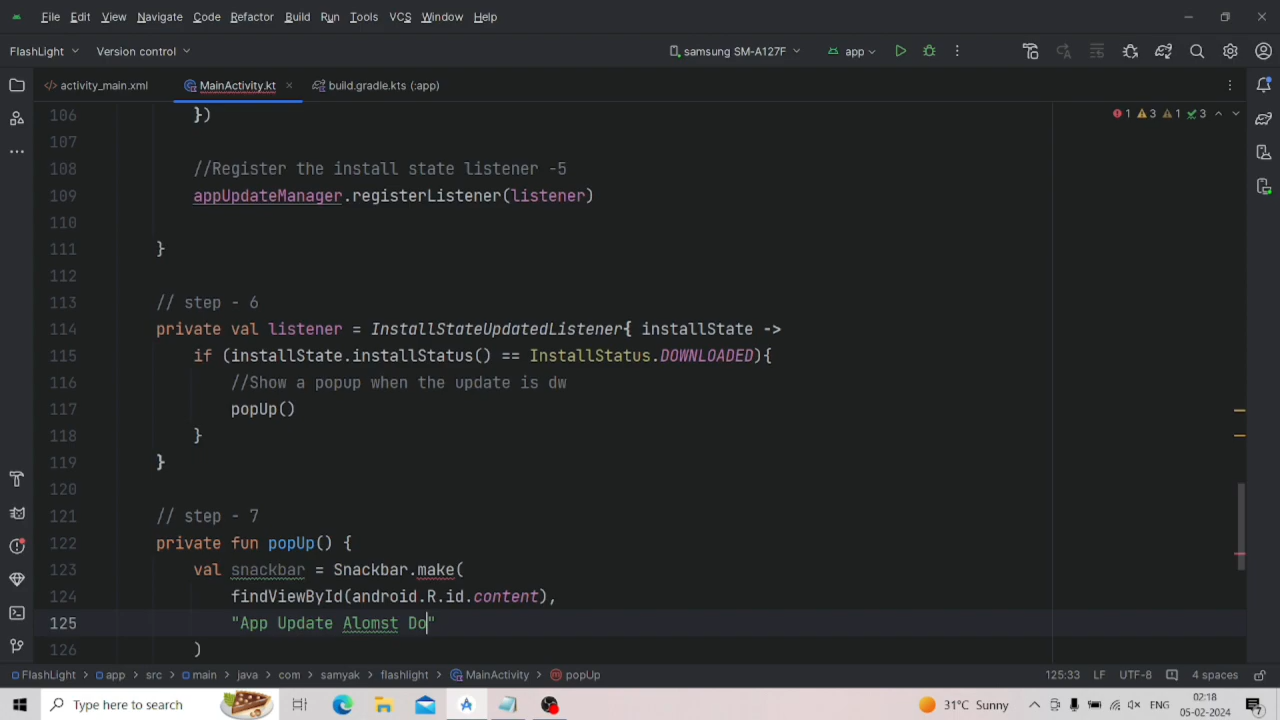 File Edit View Navigate Code Refactor Build Run Tools VCS Window Help
FlashLight Version control samsung SM-A127F app
activity_main.xml MainActivity.kt build.gradle.kts (:app)
1 3 1 3
106 })
107
108 //Register the install state listener -5
109 appUpdateManager.registerListener(listener)
110
111 }
112
113 // step - 6
114 private val listener = InstallStateUpdatedListener{ installState ->
115 if (installState.installStatus() == InstallStatus.DOWNLOADED){
116 //Show a popup when the update is dw
117 popUp()
118 }
119 }
120
121 // step - 7
122 private fun popUp() {
123 val snackbar = Snackbar.make(
124 findViewById(android.R.id.content),
125 "App Update Alomst Do"
126 )
FlashLight > app > src > main > java > com > samyak > flashlight > MainActivity > popUp 125:33 LF UTF-8 4 spaces
Type here to search 31°C Sunny ENG 02:18
05-02-2024 7